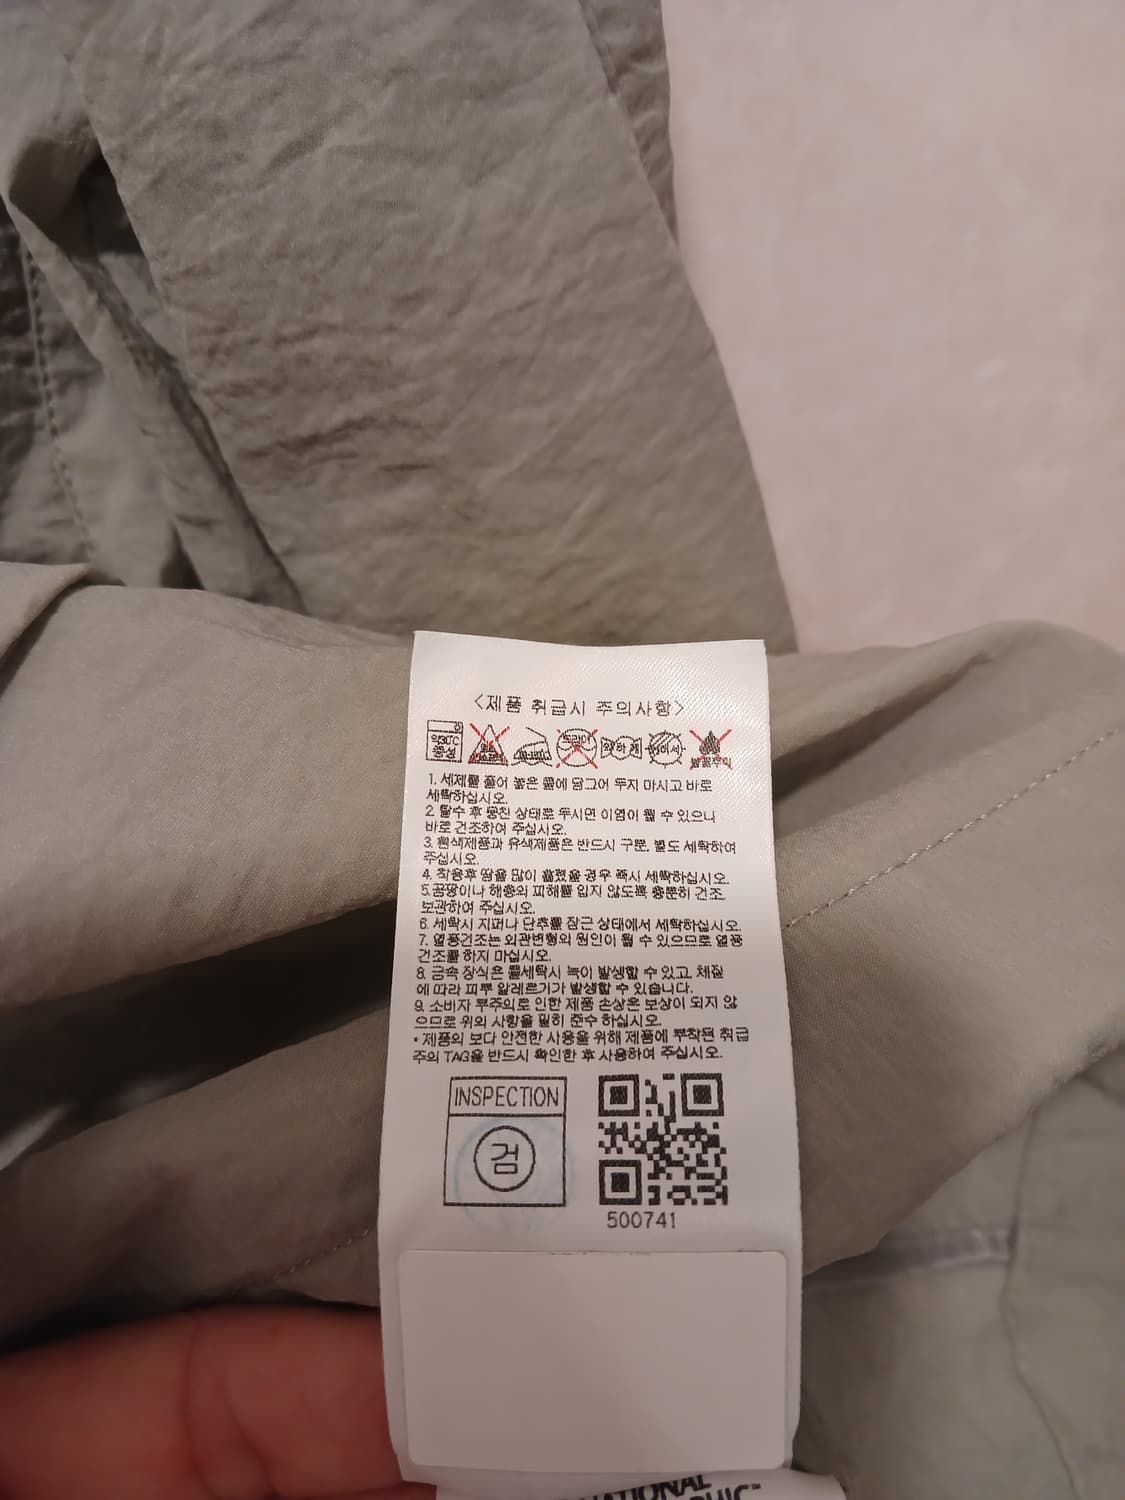 <제품 취급시 주의사항>
약30℃
중성
드라이
약하게
1. 세제를 풀어 놓은 물에 담그어 두지 마시고 바로
세탁하십시오.
2. 탈수 후 뭉친 상태로 두시면 이염이 될 수 있으니
바로 건조하여 주십시오.
3. 흰색제품과 유색제품은 반드시 구분, 별도 세탁하여
주십시오.
4. 착용후 땀을 많이 흘렸을 경우 즉시 세탁하십시오.
5. 곰팡이나 해충의 피해를 입지 않도록 충분히 건조
보관하여 주십시오.
6. 세탁시 지퍼나 단추를 잠근 상태에서 세탁하십시오.
7. 열풍건조는 외관변형의 원인이 될 수 있으므로 열풍
건조를 하지 마십시오.
8. 금속 장식은 물세탁시 녹이 발생할 수 있고, 체질
에 따라 피부 알레르기가 발생할 수 있습니다.
9. 소비자 부주의로 인한 제품 손상은 보상이 되지 않
으므로 위의 사항을 필히 준수 하십시오.
• 제품의 보다 안전한 사용을 위해 제품에 부착된 취급
주의 TAG을 반드시 확인한 후 사용하여 주십시오.
INSPECTION
검
500741
NATIONAL